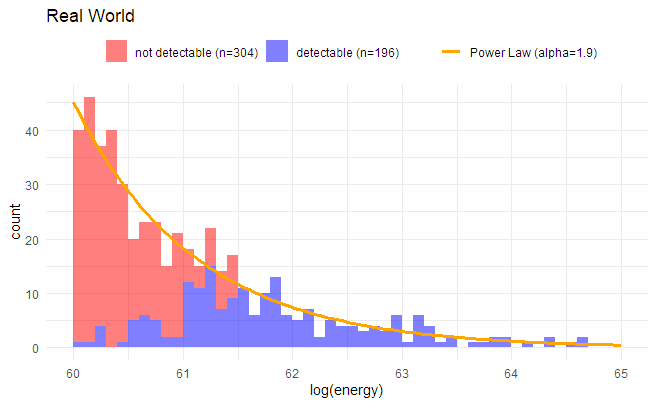 Real World
not detectable (n=304) detectable (n=196) Power Law (alpha=1.9)
40
30
20
10
0
count
60 61 62 63 64 65
log(energy)